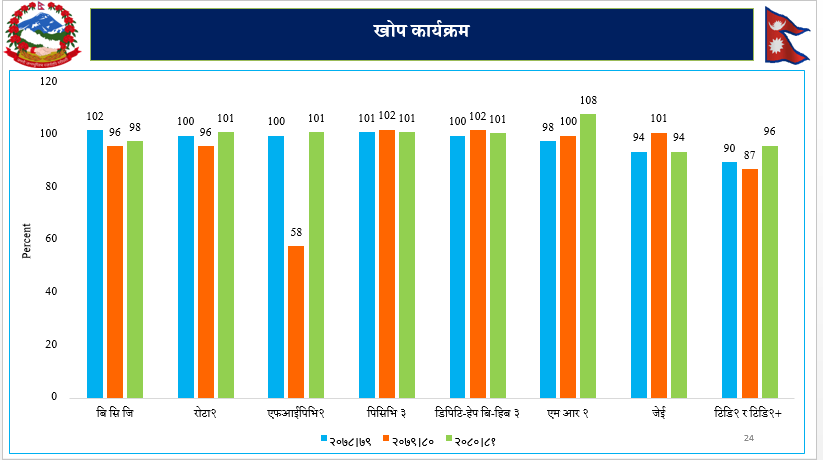 खोप कार्यक्रम
120
100
80
60
40
20
0
Percent
102 96 98
100 96 101
100 58 101
101 102 101
100 102 101
98 100 108
94 101 94
90 87 96
बि सि जि
रोटा२
एफआईपिभि२
पिसिभि ३
डिपिटि-हेप बि-हिब ३
एम आर २
जेई
टिडि२ र टिडि२+
२०७८।७९ २०७९।८० २०८०।८१
24